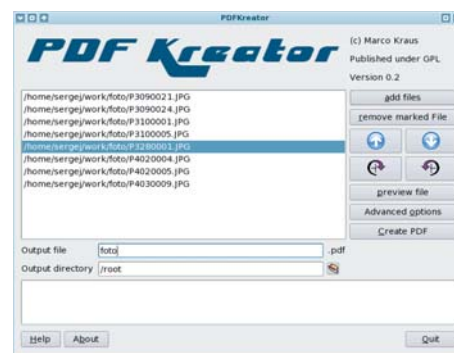 PDFKreator
PDF Kreator
(c) Marco Kraus
Published under GPL
Version 0.2
/home/sergej/work/foto/P3090021.JPG
/home/sergej/work/foto/P3090024.JPG
/home/sergej/work/foto/P3100001.JPG
/home/sergej/work/foto/P3100005.JPG
/home/sergej/work/foto/P3280001.JPG
/home/sergej/work/foto/P4020004.JPG
/home/sergej/work/foto/P4020005.JPG
/home/sergej/work/foto/P4030009.JPG
add files
remove marked File
preview file
Advanced options
Create PDF
Output file foto .pdf
Output directory /root
Help About Quit